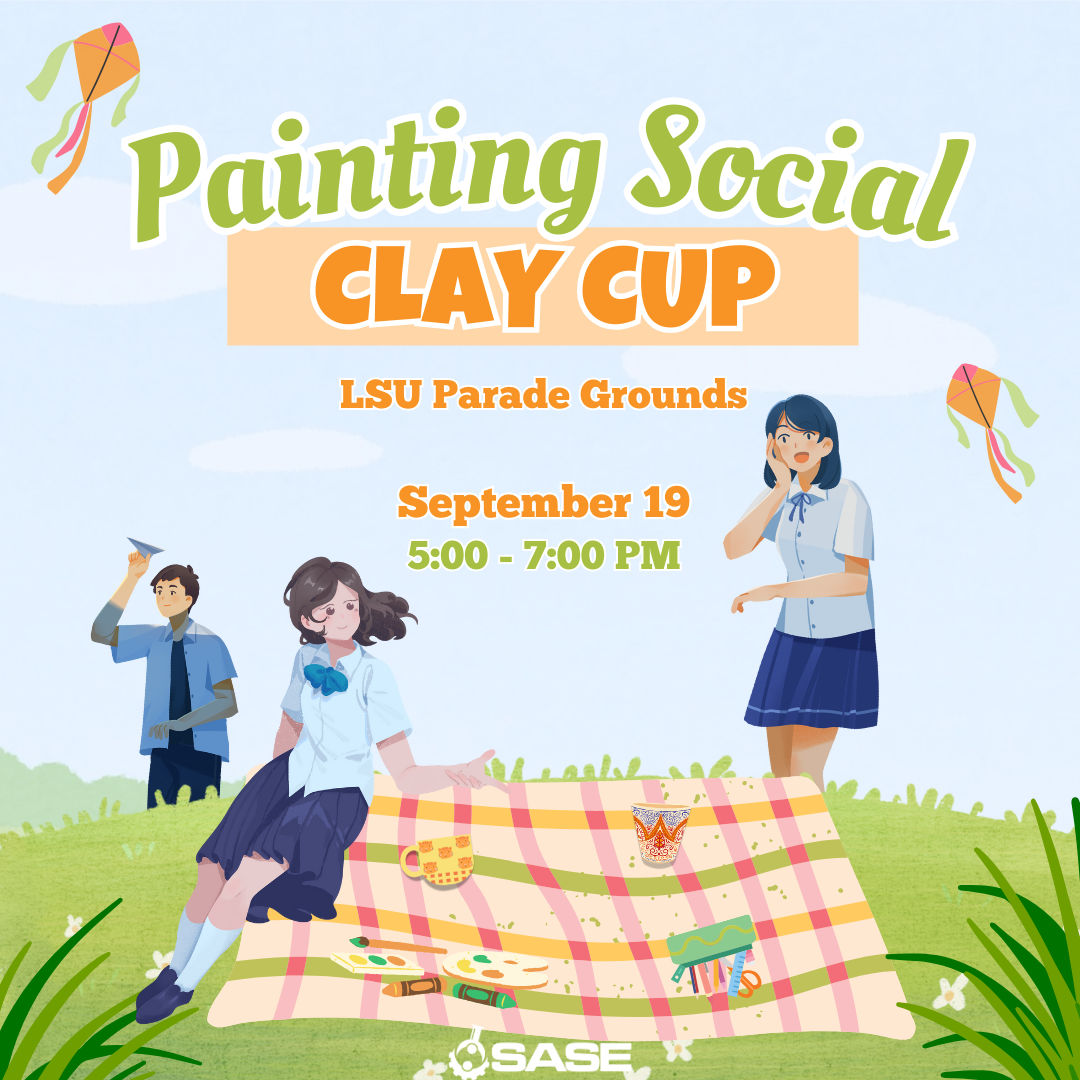 Painting Social
CLAY CUP
LSU Parade Grounds
September 19
5:00 - 7:00 PM
SASE